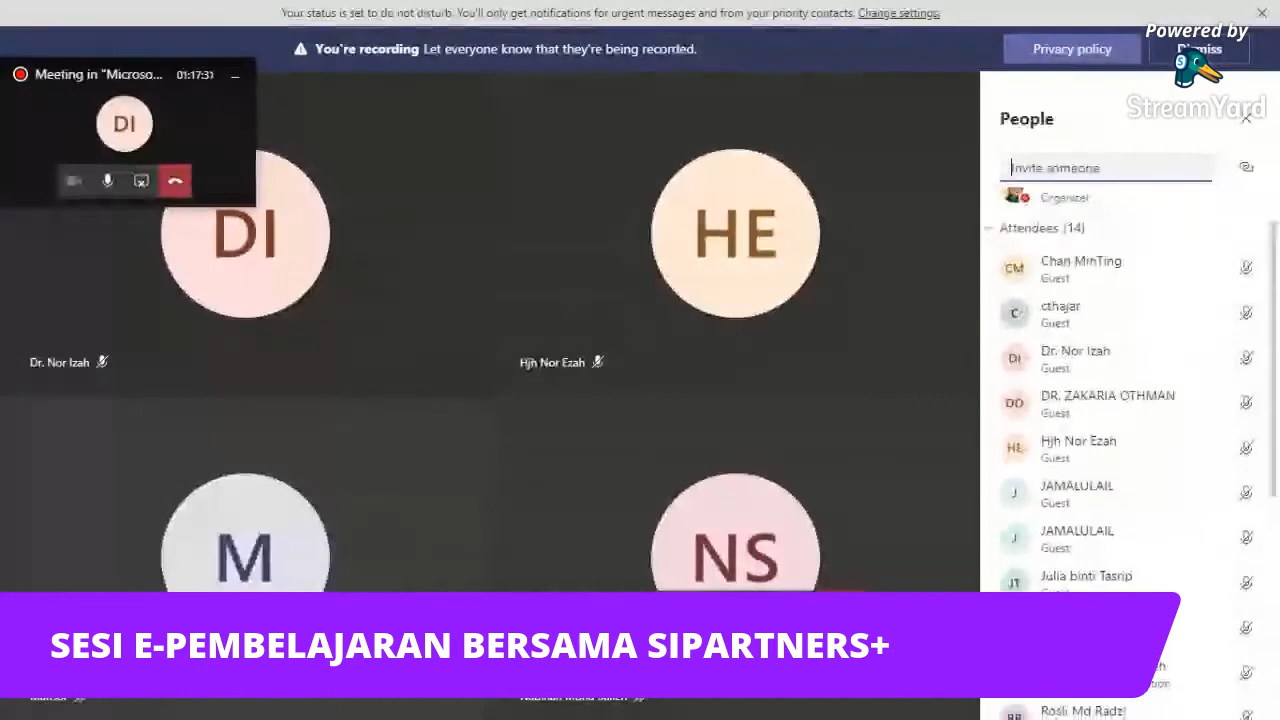 Your status is set to do not disturb. You'll only get notifications for urgent messages and from your priority contacts. Change settings.
You're recording Let everyone know that they're being recorded.
Privacy policy
Dismiss
Powered by
StreamYard
Meeting in "Microso...
01:17:31
DI
DI
Dr. Nor Izah
HE
Hjh Nor Ezah
M
NS
People
Invite someone
Organizer
Attendees (14)
CM
Chan MinTing
Guest
C
cthajar
Guest
DI
Dr. Nor Izah
Guest
DO
DR. ZAKARIA OTHMAN
Guest
HE
Hjh Nor Ezah
Guest
J
JAMALULAIL
Guest
J
JAMALULAIL
Guest
JT
Julia binti Tasrip
Rosli Md Radzi
SESI E-PEMBELAJARAN BERSAMA SIPARTNERS+